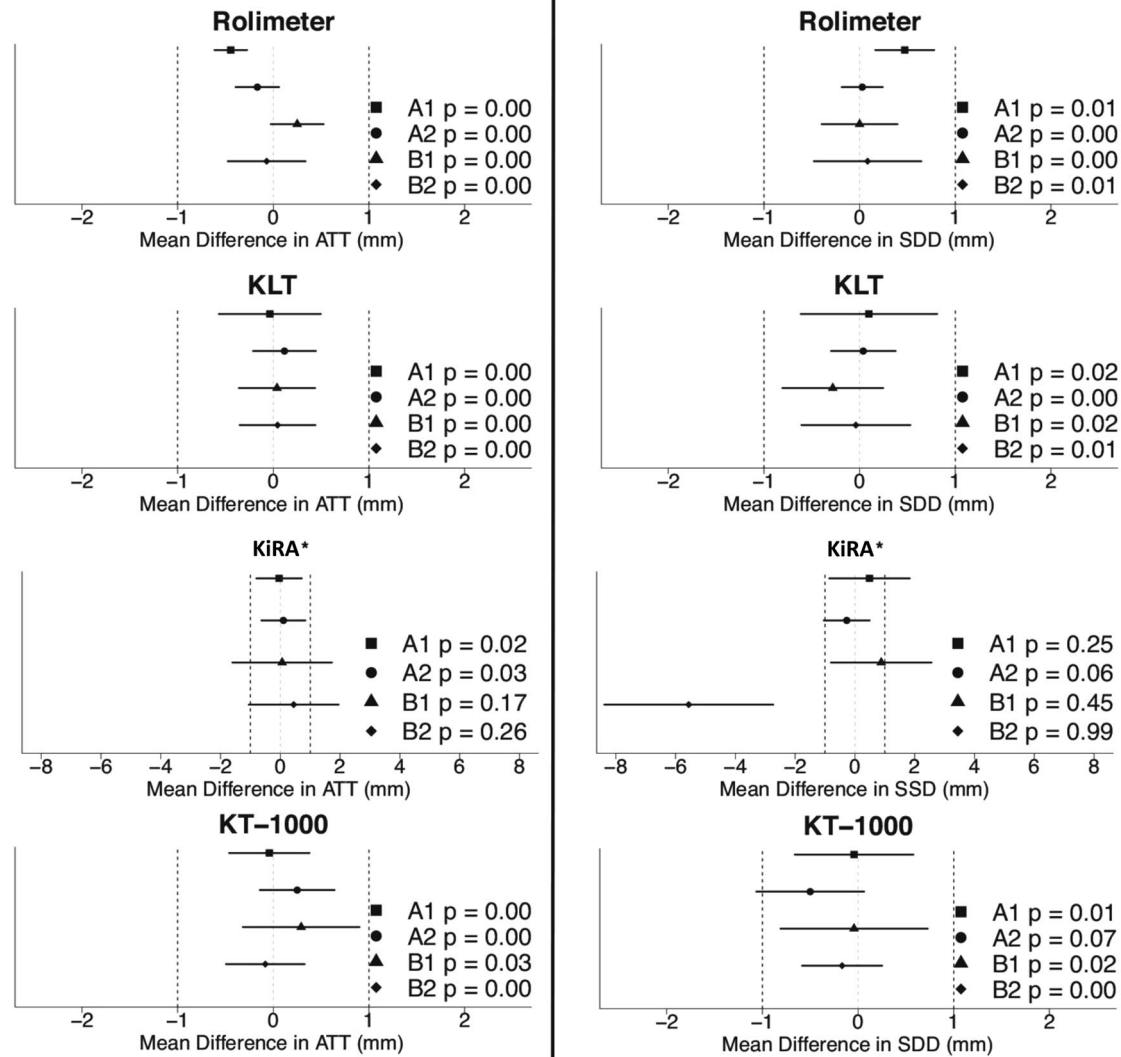 Rolimeter
A1 p = 0.00
A2 p = 0.00
B1 p = 0.00
B2 p = 0.00
−2 −1 0 1 2
Mean Difference in ATT (mm)
KLT
A1 p = 0.00
A2 p = 0.00
B1 p = 0.00
B2 p = 0.00
−2 −1 0 1 2
Mean Difference in ATT (mm)
KiRA*
A1 p = 0.02
A2 p = 0.03
B1 p = 0.17
B2 p = 0.26
−8 −6 −4 −2 0 2 4 6 8
Mean Difference in ATT (mm)
KT−1000
A1 p = 0.00
A2 p = 0.00
B1 p = 0.03
B2 p = 0.00
−2 −1 0 1 2
Mean Difference in ATT (mm)
Rolimeter
A1 p = 0.01
A2 p = 0.00
B1 p = 0.00
B2 p = 0.01
−2 −1 0 1 2
Mean Difference in SDD (mm)
KLT
A1 p = 0.02
A2 p = 0.00
B1 p = 0.02
B2 p = 0.01
−2 −1 0 1 2
Mean Difference in SDD (mm)
KiRA*
A1 p = 0.25
A2 p = 0.06
B1 p = 0.45
B2 p = 0.99
−8 −6 −4 −2 0 2 4 6 8
Mean Difference in SSD (mm)
KT−1000
A1 p = 0.01
A2 p = 0.07
B1 p = 0.02
B2 p = 0.00
−2 −1 0 1 2
Mean Difference in SDD (mm)